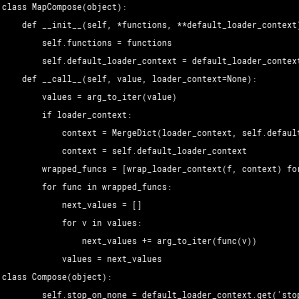 class MapCompose(object):
def __init__(self, *functions, **default_loader_context
self.functions = functions
self.default_loader_context = default_loader_context
def __call__(self, value, loader_context=None):
values = arg_to_iter(value)
if loader_context:
context = MergeDict(loader_context, self.default
context = self.default_loader_context
wrapped_funcs = [wrap_loader_context(f, context) for
for func in wrapped_funcs:
next_values = []
for v in values:
next_values += arg_to_iter(func(v))
values = next_values
class Compose(object):
self.stop_on_none = default_loader_context.get('stop